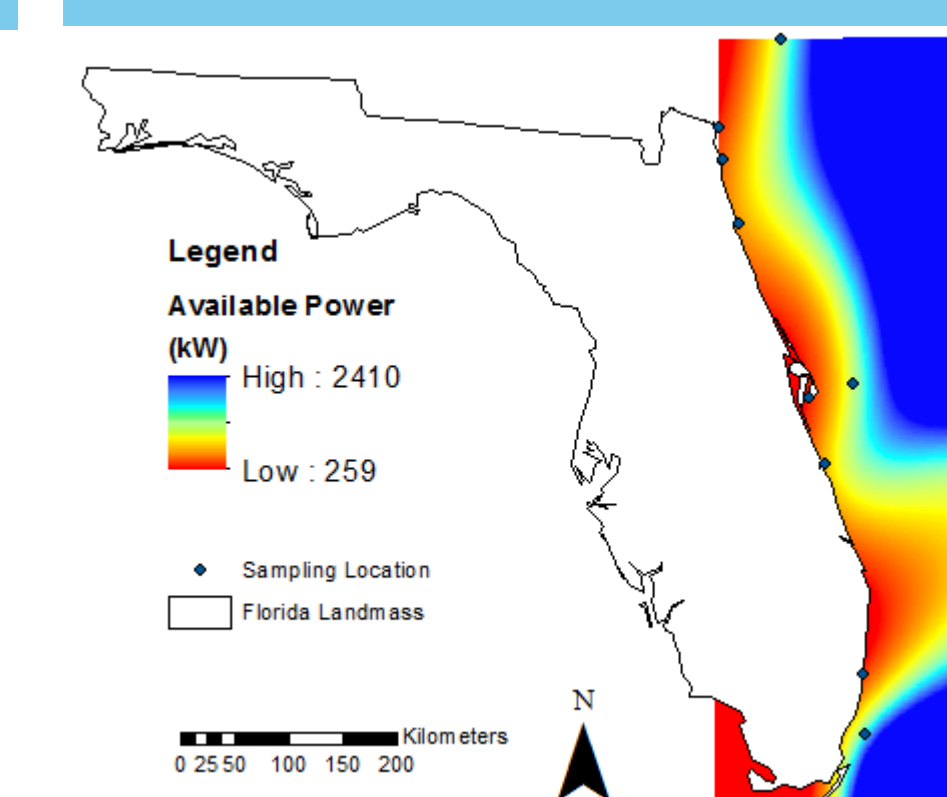 Legend
Available Power
(kW)
High : 2410
Low : 259
Sampling Location
Florida Landmass
N
Kilometers
0 25 50 100 150 200